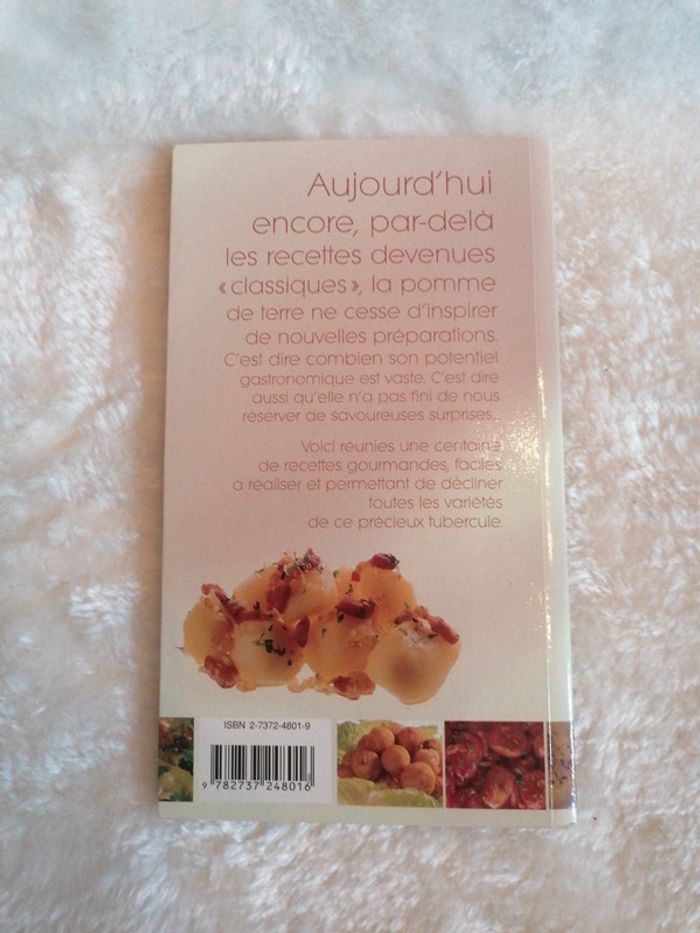 Aujourd'hui
encore, par-delà
les recettes devenues
«classiques», la pomme
de terre ne cesse d'inspirer
de nouvelles préparations.
C'est dire combien son potentiel
gastronomique est vaste. C'est dire
aussi qu'elle n'a pas fini de nous
réserver de savoureuses surprises...
Voici réunies une centaine
de recettes gourmandes, faciles
à réaliser et permettant de décliner
toutes les variétés
de ce précieux tubercule.
ISBN 2-7372-4801-9
9 782737 248016